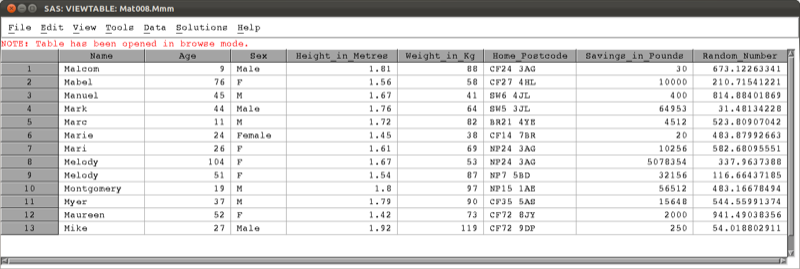 SAS: VIEWTABLE: Mat008.Mmm
File Edit View Tools Data Solutions Help
NOTE: Table has been opened in browse mode.
Name Age Sex Height_in_Metres Weight_in_Kg Home_Postcode Savings_in_Pounds Random_Number
1 Malcom 9 Male 1.81 88 CF24 3AG 30 673.12263341
2 Mabel 76 F 1.56 58 CF27 4HL 10000 210.71541221
3 Manuel 45 M 1.67 41 SW6 4JL 400 814.88401869
4 Mark 44 Male 1.76 64 SW5 3JL 64953 31.48134228
5 Marc 11 M 1.72 82 BR21 4YE 4512 523.80907042
6 Marie 24 Female 1.45 38 CF14 7BR 20 483.87992663
7 Mari 26 F 1.61 69 NP24 3AG 10256 582.68095551
8 Melody 104 F 1.67 53 NP24 3AG 5078354 337.9637388
9 Melody 51 F 1.54 87 NP7 5BD 32156 116.66437185
10 Montgomery 19 M 1.8 97 NP15 1AE 56512 483.16678494
11 Myer 37 M 1.79 90 CF35 5AS 15648 544.55991374
12 Maureen 52 F 1.42 73 CF72 8JY 2000 941.49038356
13 Mike 27 Male 1.92 119 CF72 9DP 250 54.018802911